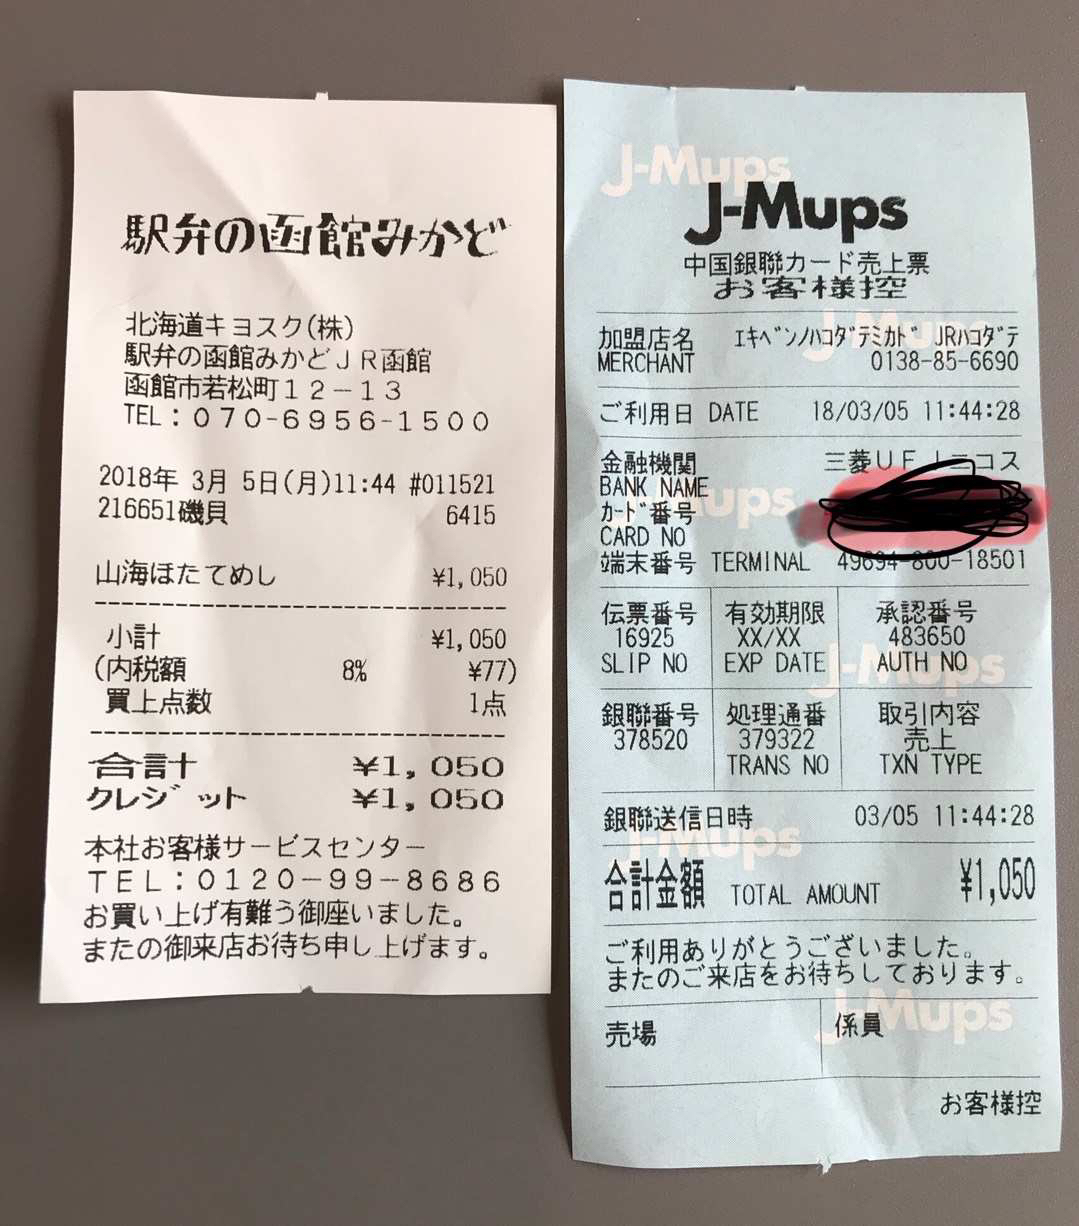 駅弁の函館みかど
北海道キヨスク(株)
駅弁の函館みかどJR函館
函館市若松町12-13
TEL:070-6956-1500
2018年 3月 5日(月)11:44 #011521
216651磯貝 6415
山海ほたてめし ¥1,050
小計 ¥1,050
(内税額 8% ¥77)
買上点数 1点
合計 ¥1,050
クレジット ¥1,050
本社お客様サービスセンター
TEL:0120-99-8686
お買い上げ有難う御座いました。
またの御来店お待ち申し上げます。
J-Mups
J-Mups
中国銀聯カード売上票
お客様控
加盟店名 エキベンノハコダテミカド JRハコダテ
MERCHANT 0138-85-6690
ご利用日 DATE 18/03/05 11:44:28
金融機関 三菱UFJニコス
BANK NAME
カード番号
CARD NO
端末番号 TERMINAL 49894-800-18501
伝票番号 有効期限 承認番号
16925 XX/XX 483650
SLIP NO EXP DATE AUTH NO
銀聯番号 処理通番 取引内容
378520 379322 売上
TRANS NO TXN TYPE
銀聯送信日時 03/05 11:44:28
合計金額 TOTAL AMOUNT ¥1,050
ご利用ありがとうございました。
またのご来店をお待ちしております。
売場 係員
お客様控